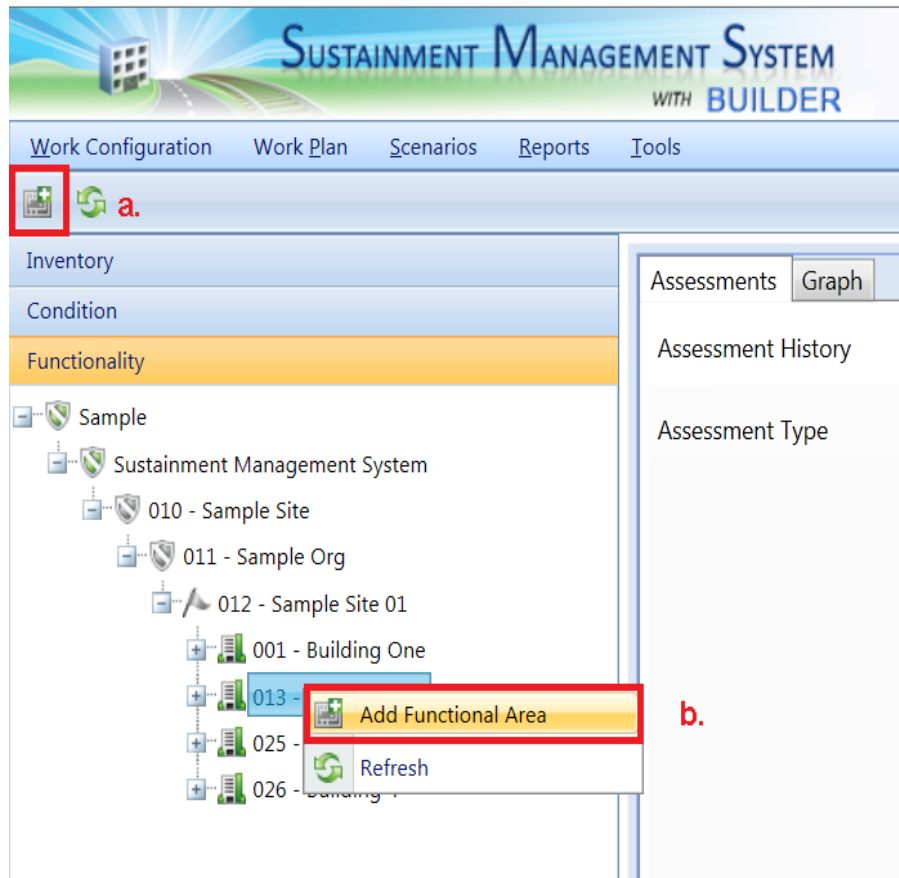 SUSTAINMENT MANAGEMENT SYSTEM
WITH BUILDER
Work Configuration Work Plan Scenarios Reports Tools
a.
Inventory
Condition
Functionality
Sample
Sustainment Management System
010 - Sample Site
011 - Sample Org
012 - Sample Site 01
001 - Building One
013 -
Add Functional Area
b.
025 -
Refresh
026 -
Assessments Graph
Assessment History
Assessment Type